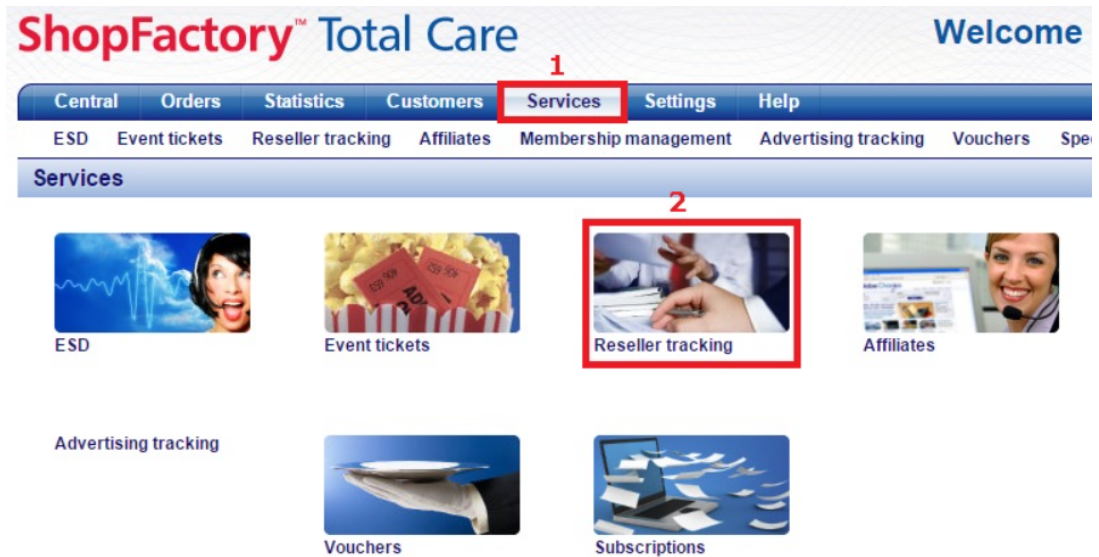 ShopFactory™ Total Care
Welcome
1
Central Orders Statistics Customers Services Settings Help
ESD Event tickets Reseller tracking Affiliates Membership management Advertising tracking Vouchers Spe
Services
2
ESD Event tickets Reseller tracking Affiliates
Advertising tracking
Vouchers Subscriptions